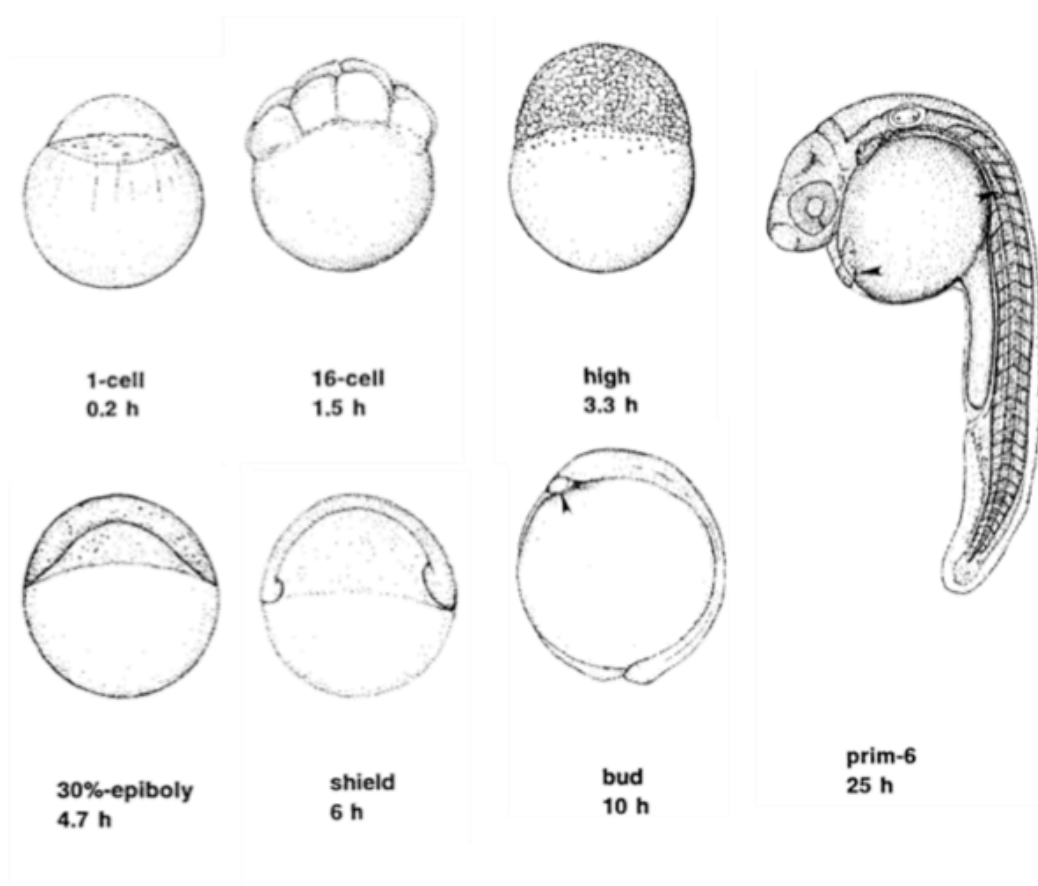 1-cell
0.2 h
16-cell
1.5 h
high
3.3 h
30%-epiboly
4.7 h
shield
6 h
bud
10 h
prim-6
25 h